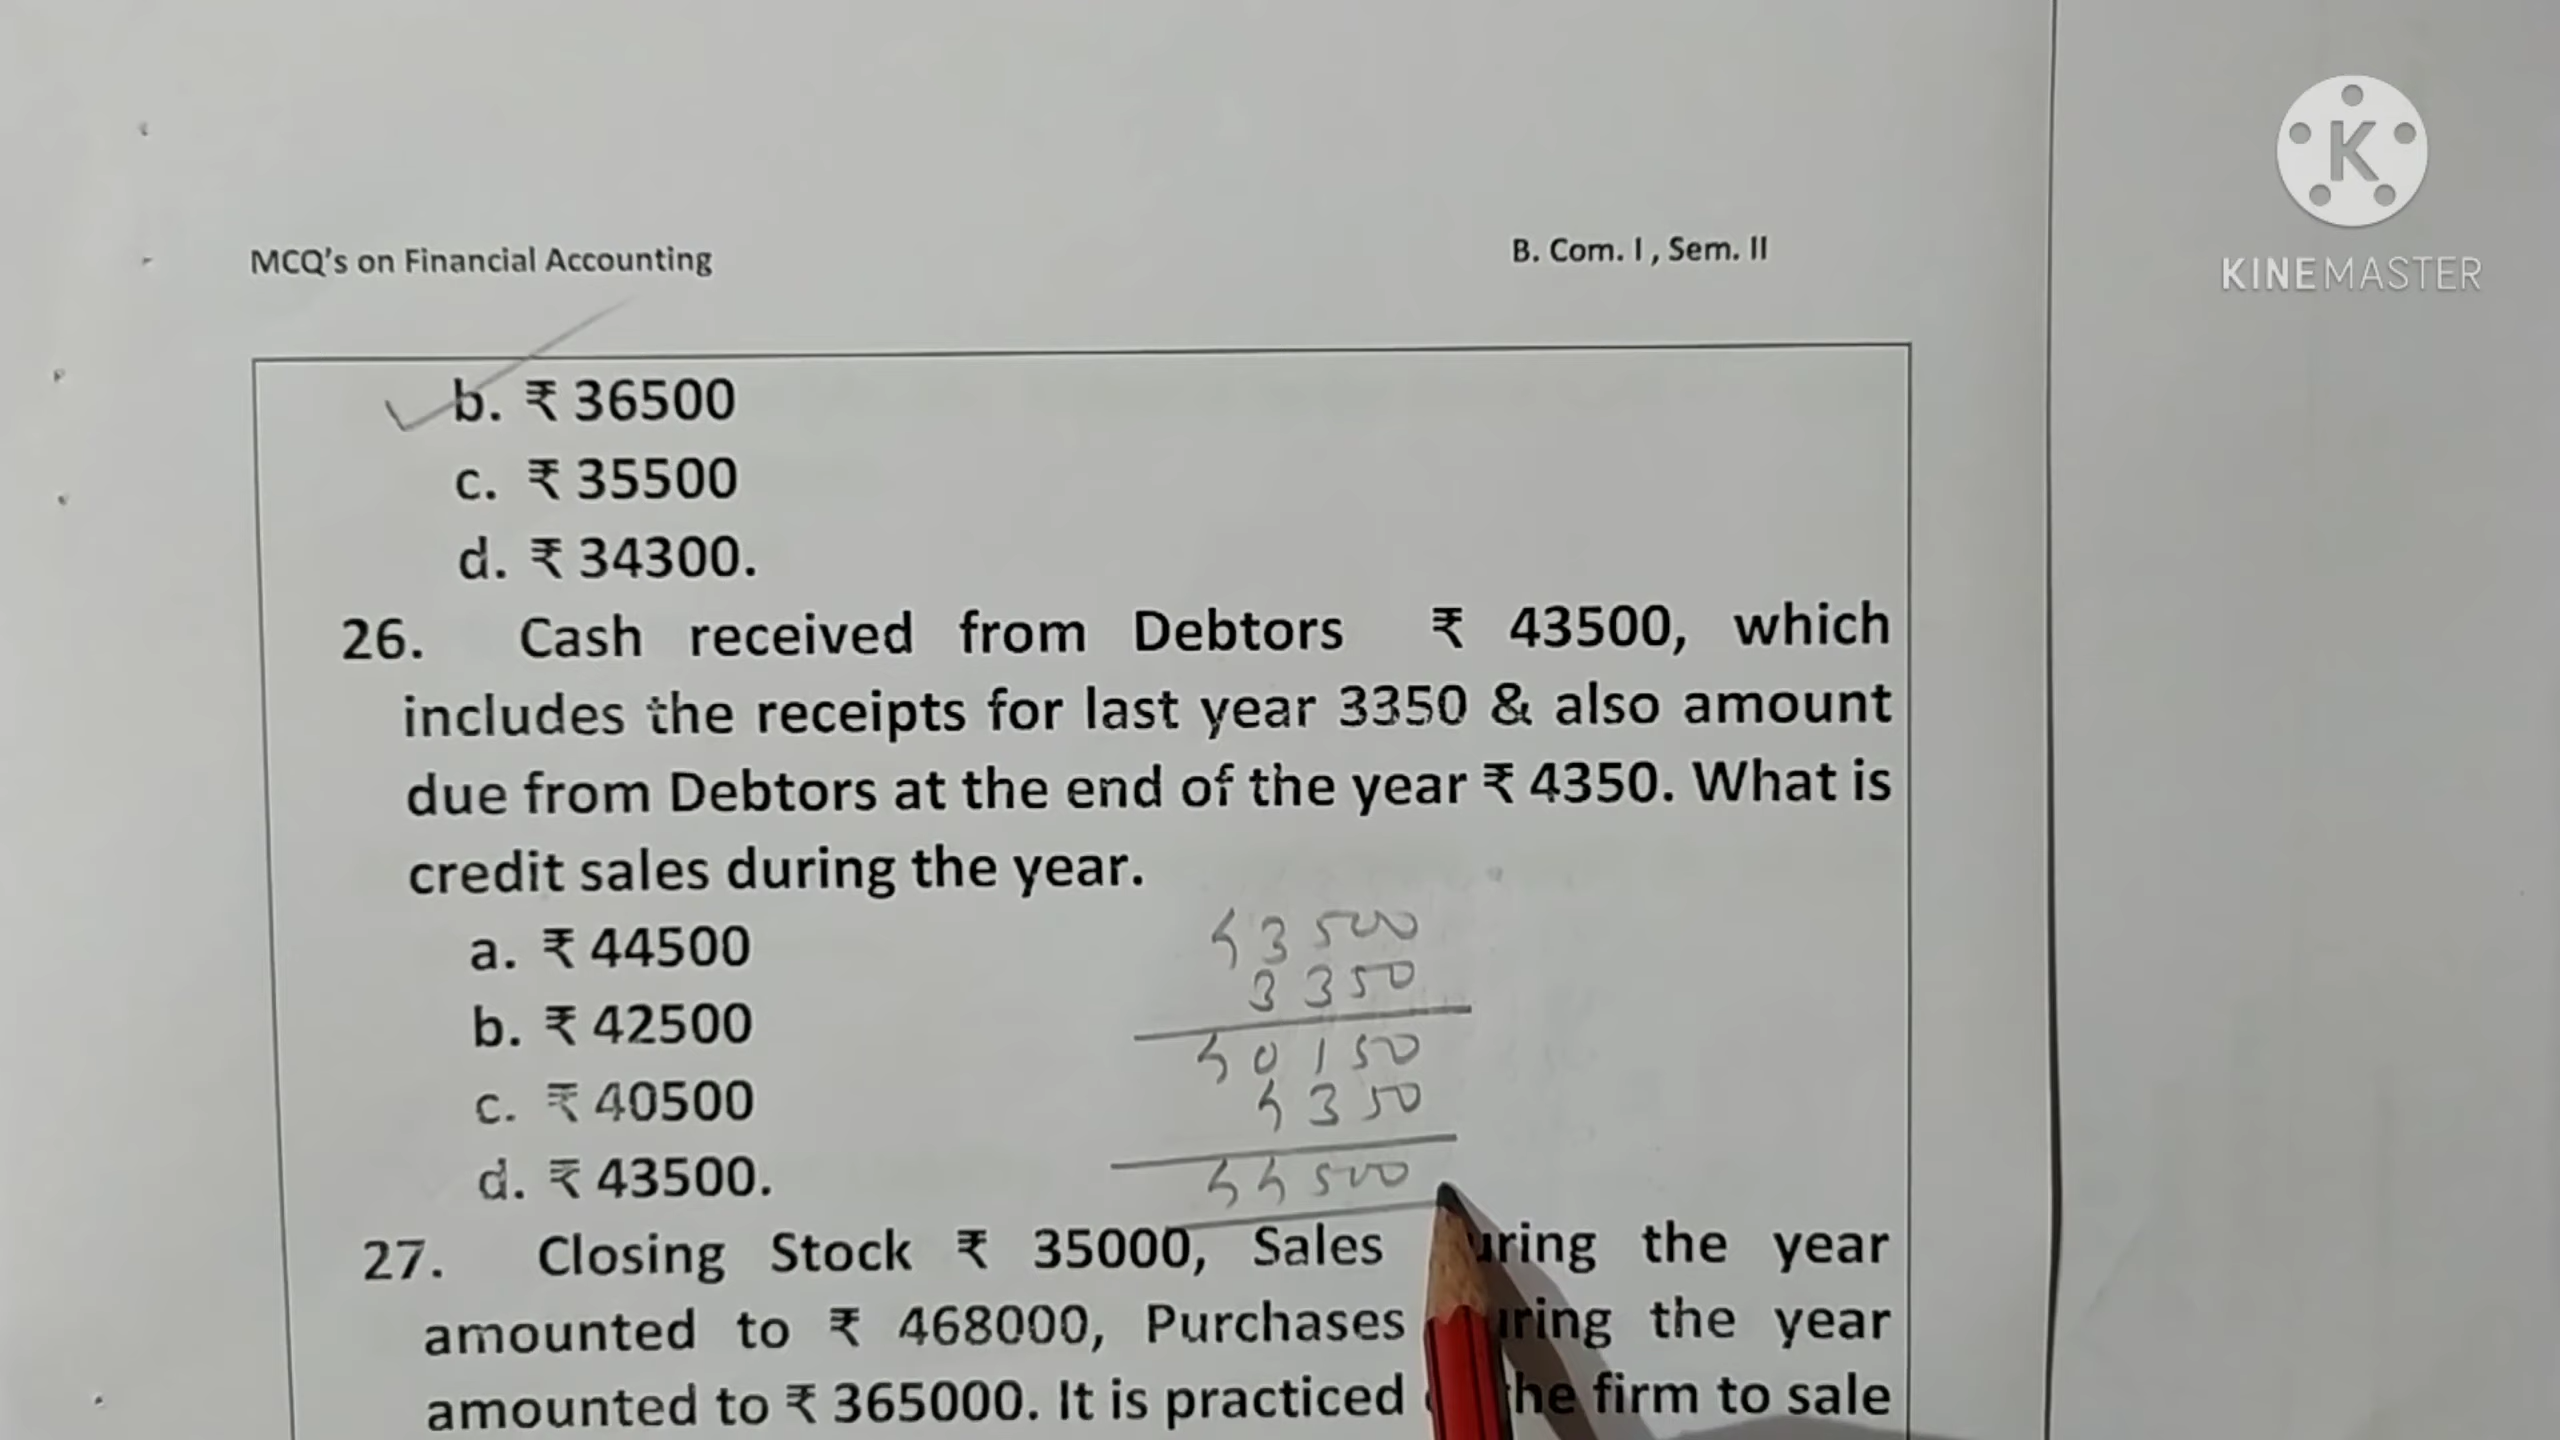 K
KINEMASTER
MCQ's on Financial Accounting B. Com. I , Sem. II
b. ₹ 36500
c. ₹ 35500
d. ₹ 34300.
26. Cash received from Debtors ₹ 43500, which
includes the receipts for last year 3350 & also amount
due from Debtors at the end of the year ₹ 4350. What is
credit sales during the year.
a. ₹ 44500
b. ₹ 42500
c. ₹ 40500
d. ₹ 43500.
43500
3350
40150
4350
44500
27. Closing Stock ₹ 35000, Sales during the year
amounted to ₹ 468000, Purchases during the year
amounted to ₹ 365000. It is practiced the firm to sale